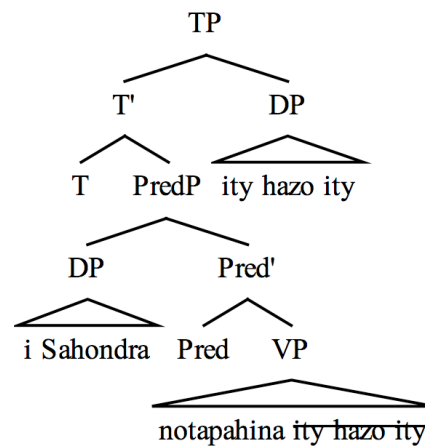 TP
T' DP
T PredP ity hazo ity
DP Pred'
i Sahondra Pred VP
notapahina ity hazo ity